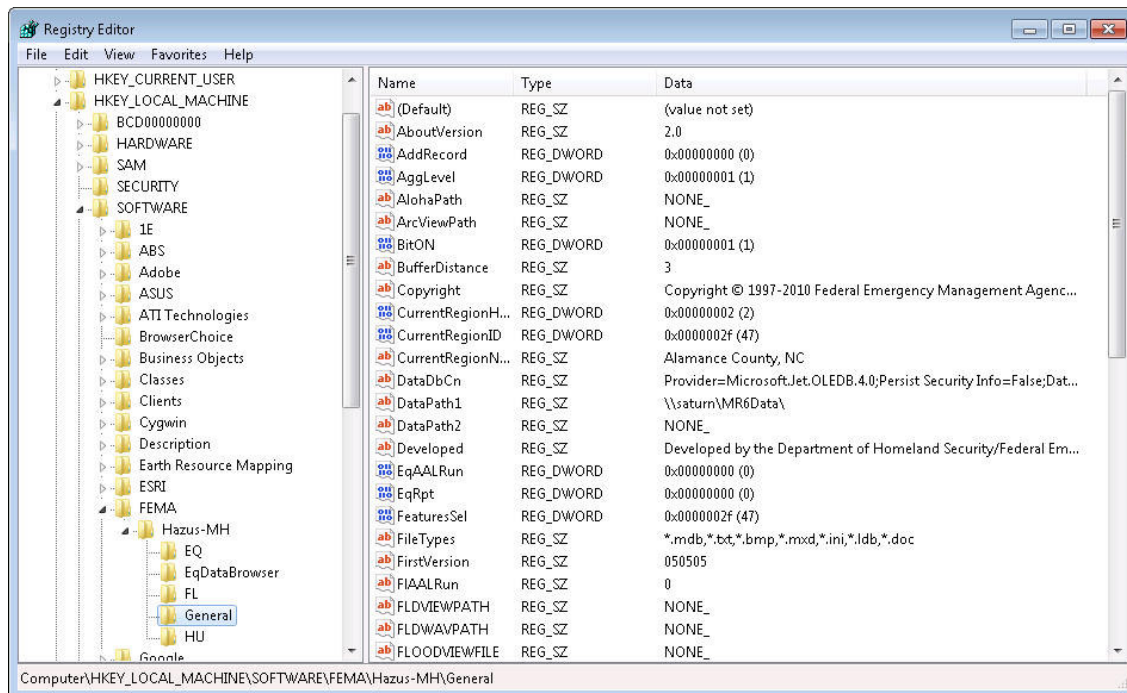 Registry Editor
File Edit View Favorites Help
HKEY_CURRENT_USER
HKEY_LOCAL_MACHINE
BCD00000000
HARDWARE
SAM
SECURITY
SOFTWARE
1E
ABS
Adobe
ASUS
ATI Technologies
BrowserChoice
Business Objects
Classes
Clients
Cygwin
Description
Earth Resource Mapping
ESRI
FEMA
Hazus-MH
EQ
EqDataBrowser
FL
General
HU
Google
Name Type Data
(Default) REG_SZ (value not set)
AboutVersion REG_SZ 2.0
AddRecord REG_DWORD 0x00000000 (0)
AggLevel REG_DWORD 0x00000001 (1)
AlohaPath REG_SZ NONE_
ArcViewPath REG_SZ NONE_
BitON REG_DWORD 0x00000001 (1)
BufferDistance REG_SZ 3
Copyright REG_SZ Copyright © 1997-2010 Federal Emergency Management Agenc...
CurrentRegionH... REG_DWORD 0x00000002 (2)
CurrentRegionID REG_DWORD 0x0000002f (47)
CurrentRegionN... REG_SZ Alamance County, NC
DataDbCn REG_SZ Provider=Microsoft.Jet.OLEDB.4.0;Persist Security Info=False;Dat...
DataPath1 REG_SZ \\saturn\MR6Data\
DataPath2 REG_SZ NONE_
Developed REG_SZ Developed by the Department of Homeland Security/Federal Em...
EqAALRun REG_DWORD 0x00000000 (0)
EqRpt REG_DWORD 0x00000000 (0)
FeaturesSel REG_DWORD 0x0000002f (47)
FileTypes REG_SZ *.mdb,*.txt,*.bmp,*.mxd,*.ini,*.ldb,*.doc
FirstVersion REG_SZ 050505
FlAALRun REG_SZ 0
FLDVIEWPATH REG_SZ NONE_
FLDWAVPATH REG_SZ NONE_
FLOODVIEWFILE REG_SZ NONE_
Computer\HKEY_LOCAL_MACHINE\SOFTWARE\FEMA\Hazus-MH\General